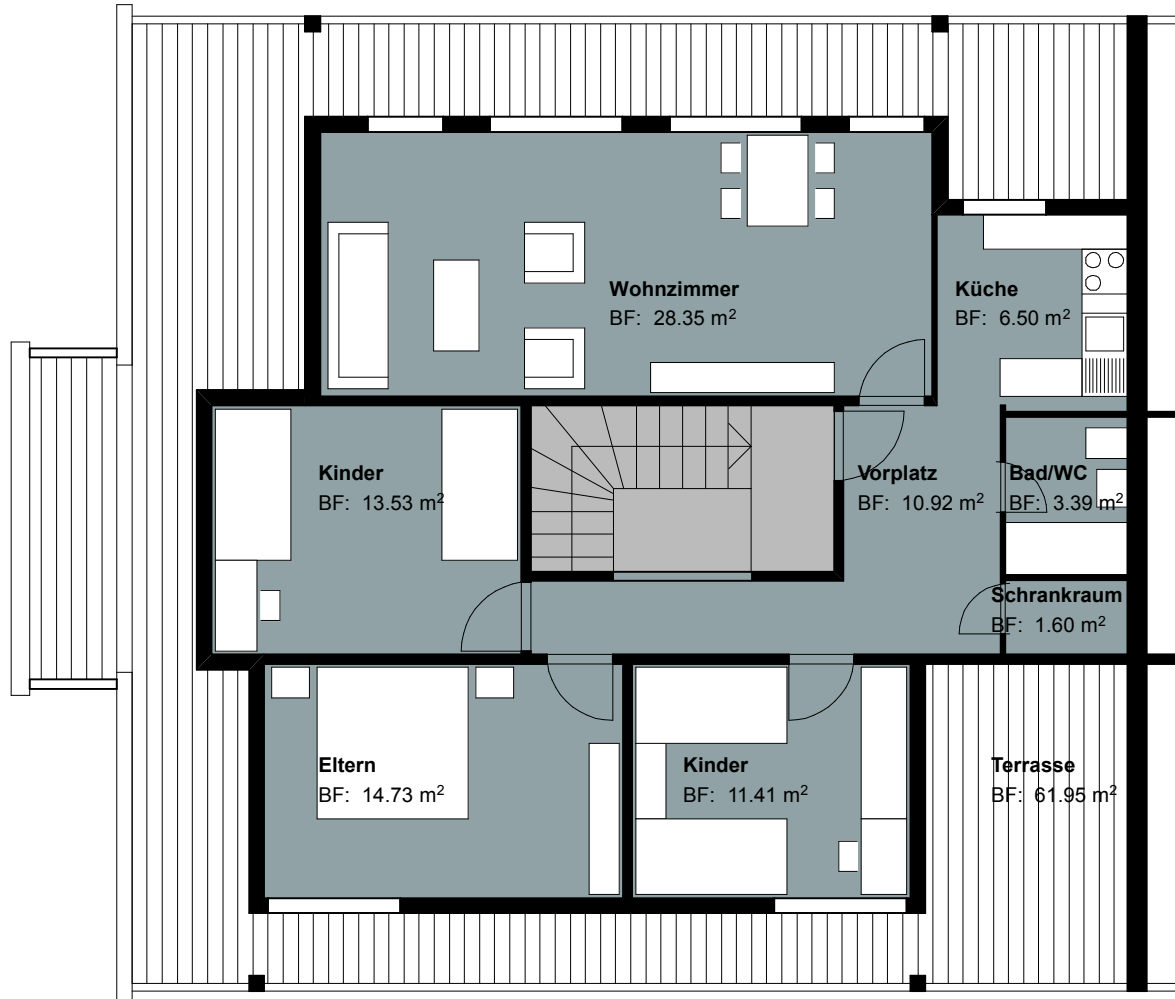 Wohnzimmer
BF: 28.35 m²
Küche
BF: 6.50 m²
Kinder
BF: 13.53 m²
Vorplatz
BF: 10.92 m²
Bad/WC
BF: 3.39 m²
Schrankraum
BF: 1.60 m²
Eltern
BF: 14.73 m²
Kinder
BF: 11.41 m²
Terrasse
BF: 61.95 m²